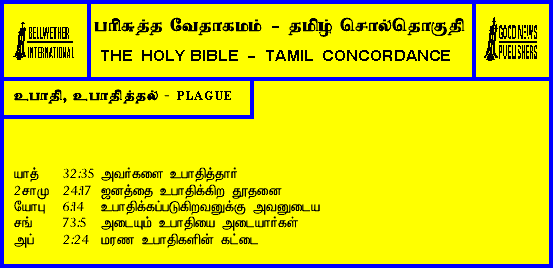 BELLWETHER
INTERNATIONAL
பரிசுத்த வேதாகமம் - தமிழ் சொல்தொகுதி
THE HOLY BIBLE - TAMIL CONCORDANCE
GOOD NEWS
PUBLISHERS
உபாதி, உபாதித்தல் - PLAGUE
யாத் 32:35 அவர்களை உபாதித்தார்
2சாமு 24:17 ஜனத்தை உபாதிக்கிற தூதனை
யோபு 6:14 உபாதிக்கப்படுகிறவனுக்கு அவனுடைய
சங் 73:5 அடையும் உபாதியை அடையார்கள்
அப் 2:24 மரண உபாதிகளின் கட்டை